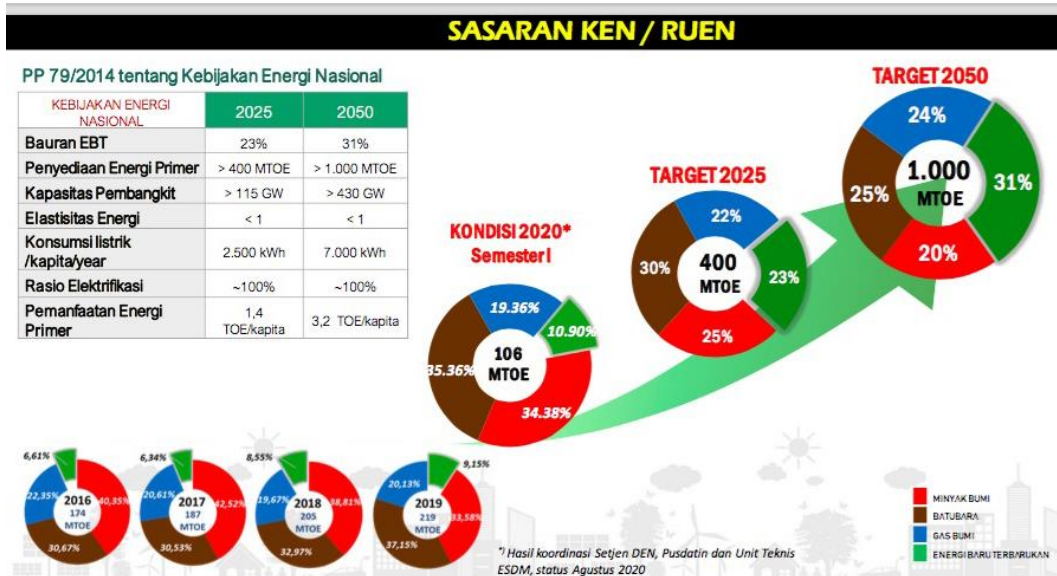 SASARAN KEN / RUEN
PP 79/2014 tentang Kebijakan Energi Nasional
KEBIJAKAN ENERGI
NASIONAL
2025
2050
Bauran EBT
23%
31%
Penyediaan Energi Primer
> 400 MTOE
> 1.000 MTOE
Kapasitas Pembangkit
> 115 GW
> 430 GW
Elastisitas Energi
< 1
< 1
Konsumsi listrik
/kapita/year
2.500 kWh
7.000 kWh
Rasio Elektrifikasi
~100%
~100%
Pemanfaatan Energi
Primer
1,4
TOE/kapita
3,2 TOE/kapita
KONDISI 2020*
Semester I
19.36%
10.90%
106
MTOE
35.36%
34.38%
TARGET 2025
22%
30%
400
MTOE
23%
25%
TARGET 2050
24%
25%
1.000
MTOE
31%
20%
6,61%
22,35%
2016
174
MTOE
40,35%
30,67%
6,34%
20,61%
2017
187
MTOE
42,52%
30,53%
8,55%
19,67%
2018
205
MTOE
38,81%
32,97%
9,15%
20,13%
2019
219
MTOE
33,58%
37,15%
*) Hasil koordinasi Setjen DEN, Pusdatin dan Unit Teknis
ESDM, status Agustus 2020
MINYAK BUMI
BATUBARA
GAS BUMI
ENERGI BARU TERBARUKAN